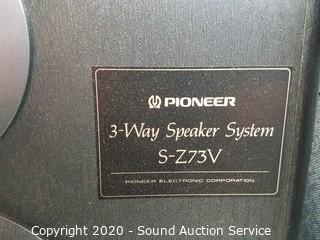 PIONEER
3-Way Speaker System
S-Z73V
PIONEER ELECTRONIC CORPORATION
Copyright 2020 - Sound Auction Service